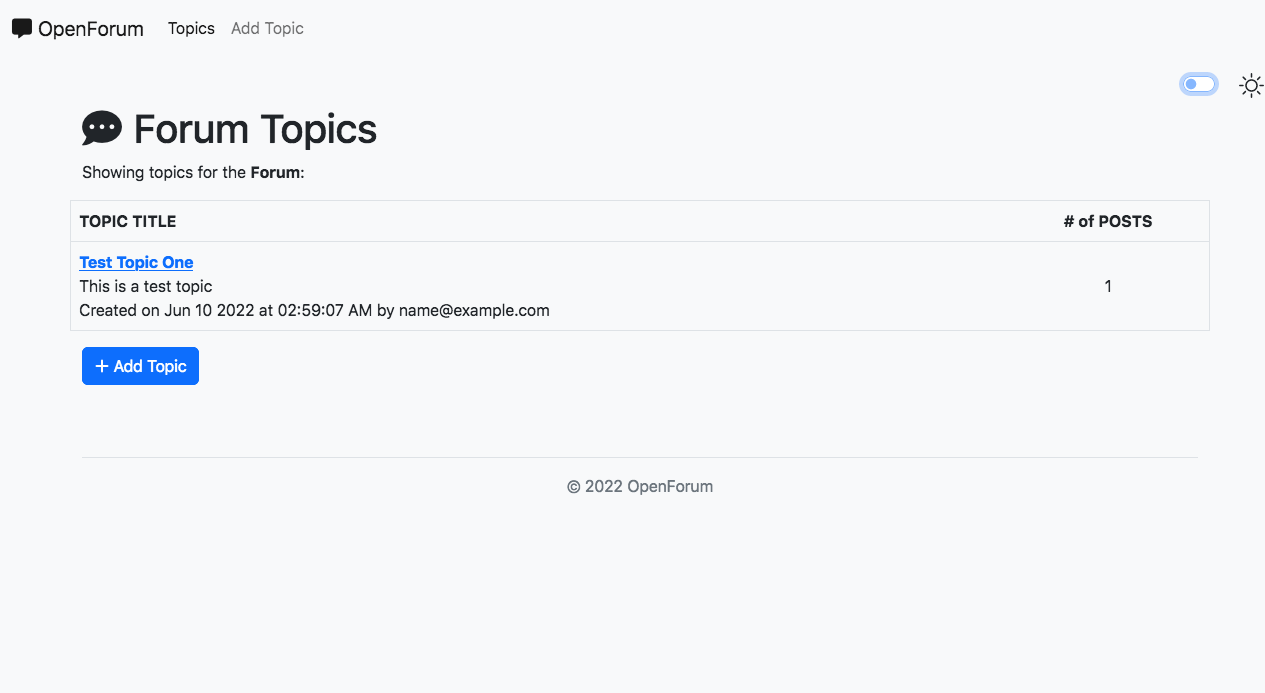 OpenForum Topics Add Topic
Forum Topics
Showing topics for the Forum:
TOPIC TITLE # of POSTS
Test Topic One
This is a test topic 1
Created on Jun 10 2022 at 02:59:07 AM by name@example.com
+ Add Topic
© 2022 OpenForum